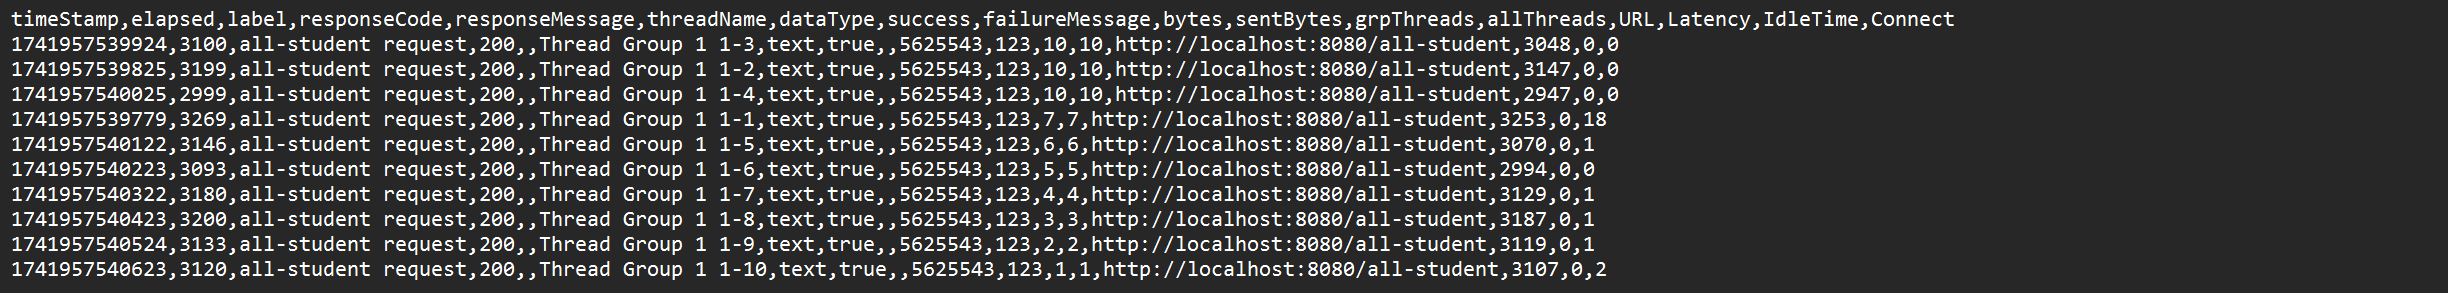 timeStamp,elapsed,label,responseCode,responseMessage,threadName,dataType,success,failureMessage,bytes,sentBytes,grpThreads,allThreads,URL,Latency,IdleTime,Connect
1741957539924,3100,all-student request,200,,Thread Group 1 1-3,text,true,,5625543,123,10,10,http://localhost:8080/all-student,3048,0,0
1741957539825,3199,all-student request,200,,Thread Group 1 1-2,text,true,,5625543,123,10,10,http://localhost:8080/all-student,3147,0,0
1741957540025,2999,all-student request,200,,Thread Group 1 1-4,text,true,,5625543,123,10,10,http://localhost:8080/all-student,2947,0,0
1741957539779,3269,all-student request,200,,Thread Group 1 1-1,text,true,,5625543,123,7,7,http://localhost:8080/all-student,3253,0,18
1741957540122,3146,all-student request,200,,Thread Group 1 1-5,text,true,,5625543,123,6,6,http://localhost:8080/all-student,3070,0,1
1741957540223,3093,all-student request,200,,Thread Group 1 1-6,text,true,,5625543,123,5,5,http://localhost:8080/all-student,2994,0,0
1741957540322,3180,all-student request,200,,Thread Group 1 1-7,text,true,,5625543,123,4,4,http://localhost:8080/all-student,3129,0,1
1741957540423,3200,all-student request,200,,Thread Group 1 1-8,text,true,,5625543,123,3,3,http://localhost:8080/all-student,3187,0,1
1741957540524,3133,all-student request,200,,Thread Group 1 1-9,text,true,,5625543,123,2,2,http://localhost:8080/all-student,3119,0,1
1741957540623,3120,all-student request,200,,Thread Group 1 1-10,text,true,,5625543,123,1,1,http://localhost:8080/all-student,3107,0,2